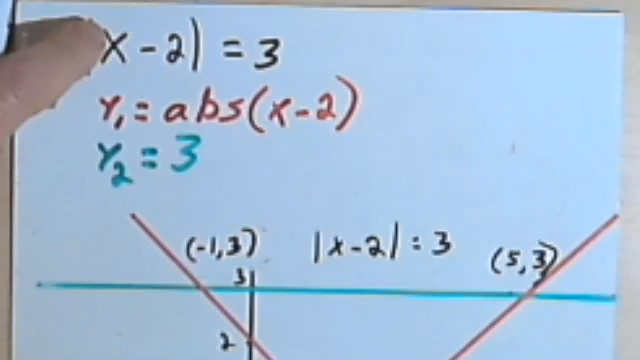 x-2| = 3
Y₁ = abs(x-2)
Y₂ = 3
(-1,3) |x-2| = 3 (5,3)
3
2